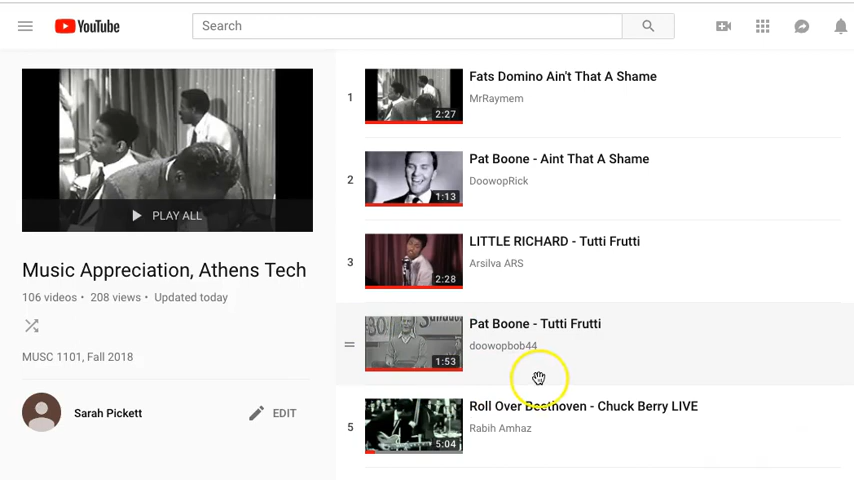 YouTube
Search
PLAY ALL
Music Appreciation, Athens Tech
106 videos • 208 views • Updated today
MUSC 1101, Fall 2018
Sarah Pickett
EDIT
1
2:27
Fats Domino Ain't That A Shame
MrRaymem
2
1:13
Pat Boone - Aint That A Shame
DoowopRick
3
2:28
LITTLE RICHARD - Tutti Frutti
Arsilva ARS
1:53
Pat Boone - Tutti Frutti
doowopbob44
5
5:04
Roll Over Beethoven - Chuck Berry LIVE
Rabih Amhaz